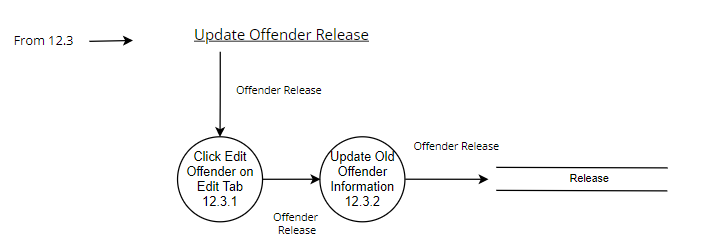 From 12.3
Update Offender Release
Offender Release
Click Edit
Offender on
Edit Tab
12.3.1
Offender
Release
Update Old
Offender
Information
12.3.2
Offender Release
Release